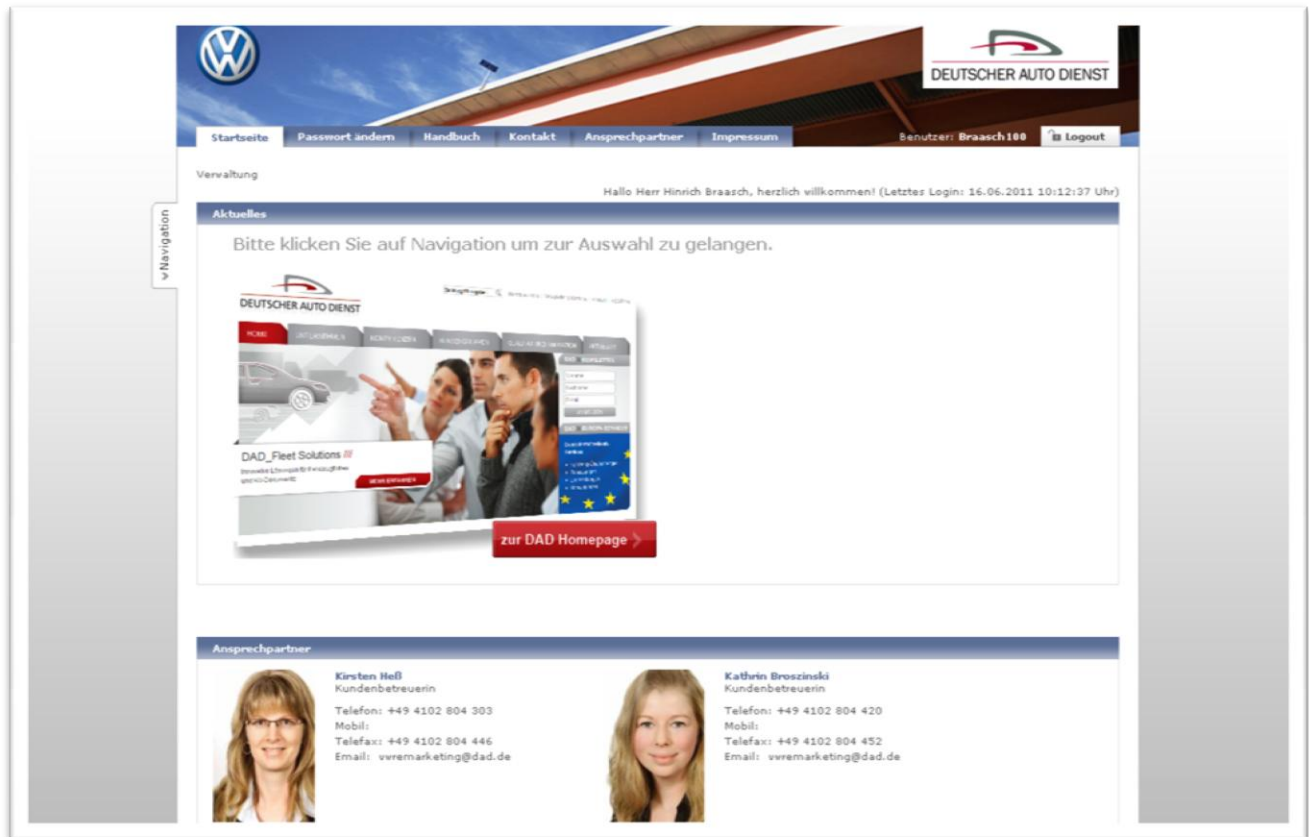 DEUTSCHER AUTO DIENST
Startseite Passwort ändern Handbuch Kontakt Ansprechpartner Impressum Benutzer: Braasch100 Logout
Verwaltung
Hallo Herr Hinrich Braasch, herzlich willkommen! (Letztes Login: 16.06.2011 10:12:37 Uhr)
Navigation
Aktuelles
Bitte klicken Sie auf Navigation um zur Auswahl zu gelangen.
DEUTSCHER AUTO DIENST
HOME
DAD_Fleet Solutions
MEHR ERFAHREN
zur DAD Homepage
Ansprechpartner
Kirsten Heß
Kundenbetreuerin
Telefon: +49 4102 804 303
Mobil:
Telefax: +49 4102 804 446
Email: vwremarketing@dad.de
Kathrin Broszinski
Kundenbetreuerin
Telefon: +49 4102 804 420
Mobil:
Telefax: +49 4102 804 452
Email: vwremarketing@dad.de